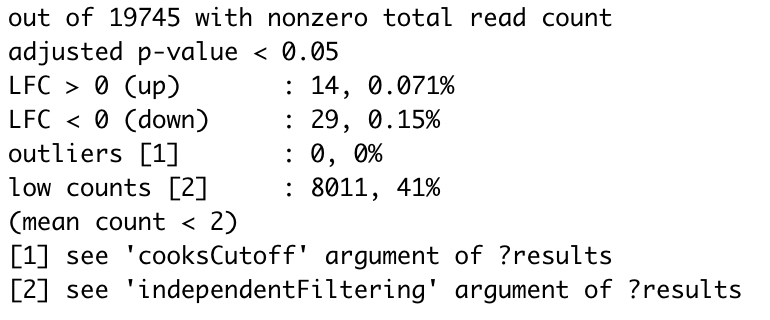 out of 19745 with nonzero total read count
adjusted p-value < 0.05
LFC > 0 (up)       : 14, 0.071%
LFC < 0 (down)     : 29, 0.15%
outliers [1]       : 0, 0%
low counts [2]     : 8011, 41%
(mean count < 2)
[1] see 'cooksCutoff' argument of ?results
[2] see 'independentFiltering' argument of ?results